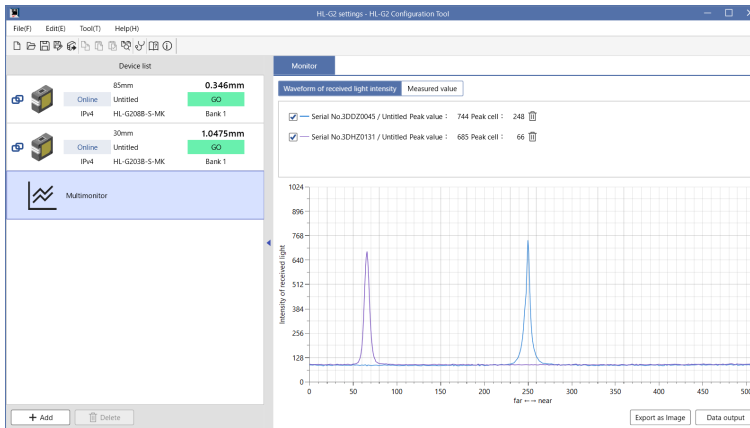 HL-G2 settings - HL-G2 Configuration Tool
File(F) Edit(E) Tool(T) Help(H)
Device list
85mm 0.346mm
Online Untitled GO
IPv4 HL-G208B-S-MK Bank 1
30mm 1.0475mm
Online Untitled GO
IPv4 HL-G203B-S-MK Bank 1
Multimonitor
+ Add Delete
Monitor
Waveform of received light intensity Measured value
Serial No.3DDZ0045 / Untitled Peak value : 744 Peak cell : 248
Serial No.3DHZ0131 / Untitled Peak value : 685 Peak cell : 66
Intensity of received light
1024
896
768
640
512
384
256
128
0
0 50 100 150 200 250 300 350 400 450 500
far ←→ near
Export as Image Data output